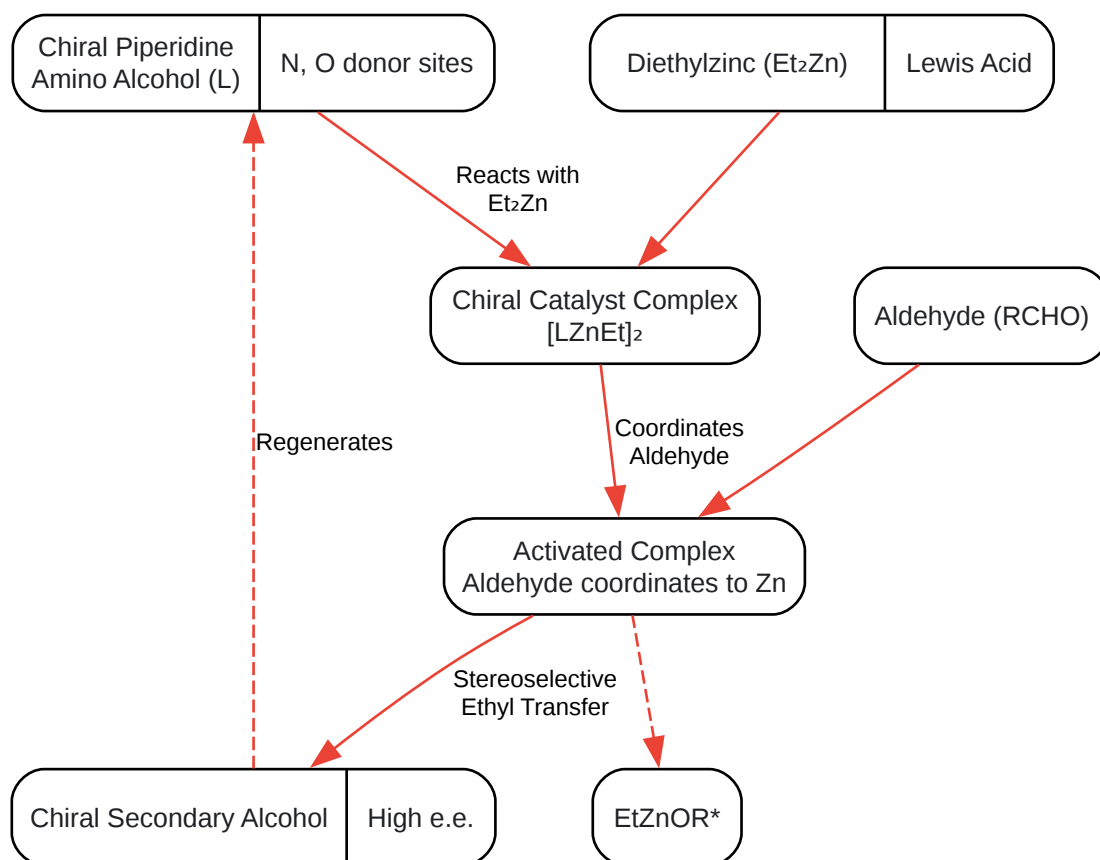 Chiral Piperidine
Amino Alcohol (L)
N, O donor sites
Diethylzinc (Et₂Zn)
Lewis Acid
Reacts with
Et₂Zn
Chiral Catalyst Complex
[LZnEt]₂
Aldehyde (RCHO)
Regenerates
Coordinates
Aldehyde
Activated Complex
Aldehyde coordinates to Zn
Stereoselective
Ethyl Transfer
Chiral Secondary Alcohol
High e.e.
EtZnOR*